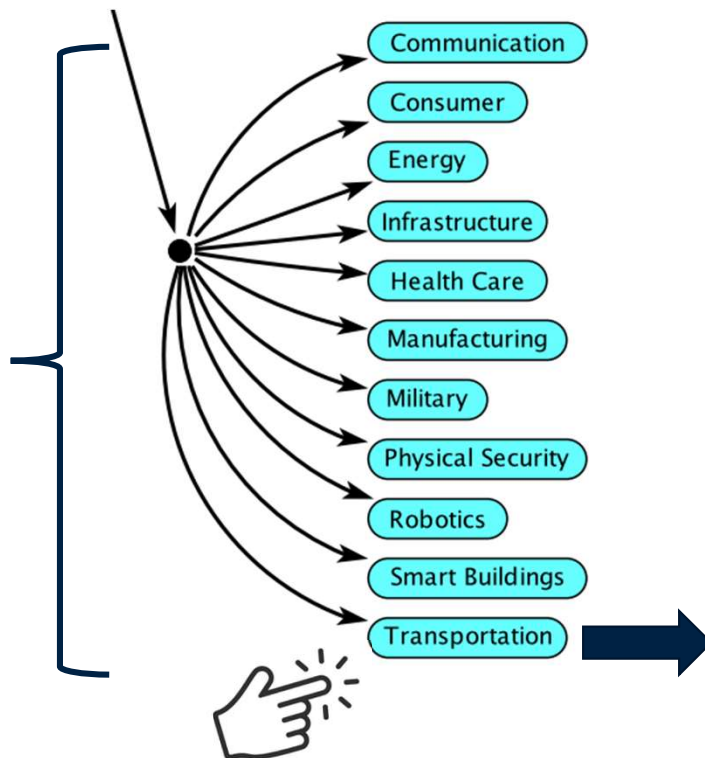 Communication
Consumer
Energy
Infrastructure
Health Care
Manufacturing
Military
Physical Security
Robotics
Smart Buildings
Transportation